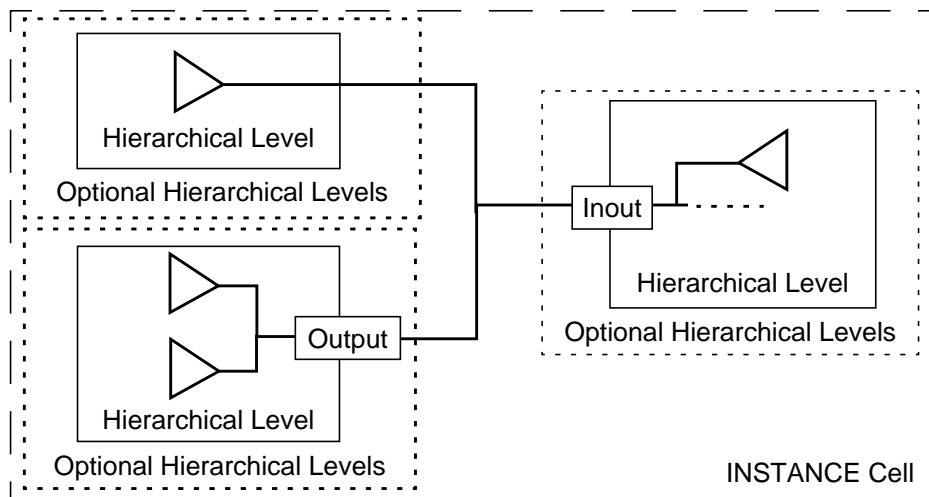 Hierarchical Level
Optional Hierarchical Levels
Inout
Hierarchical Level
Optional Hierarchical Levels
Output
Hierarchical Level
Optional Hierarchical Levels
INSTANCE Cell